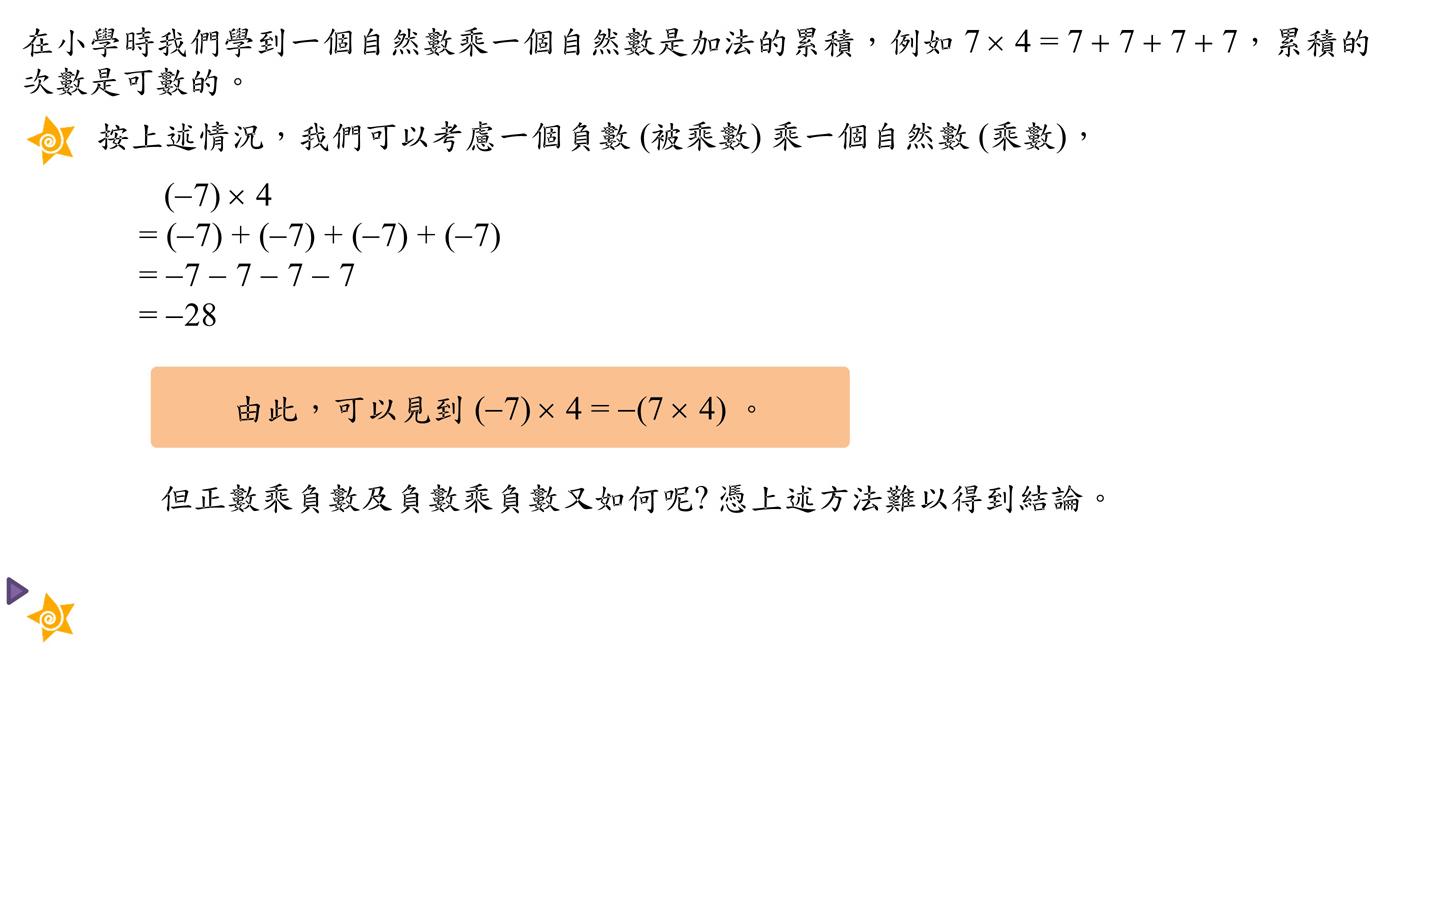 在小學時我們學到一個自然數乘一個自然數是加法的累積，例如 7 × 4 = 7 + 7 + 7 + 7，累積的
次數是可數的。
按上述情況，我們可以考慮一個負數 (被乘數) 乘一個自然數 (乘數)，
(–7) × 4
= (–7) + (–7) + (–7) + (–7)
= –7 – 7 – 7 – 7
= –28
由此，可以見到 (–7) × 4 = –(7 × 4) 。
但正數乘負數及負數乘負數又如何呢? 憑上述方法難以得到結論。